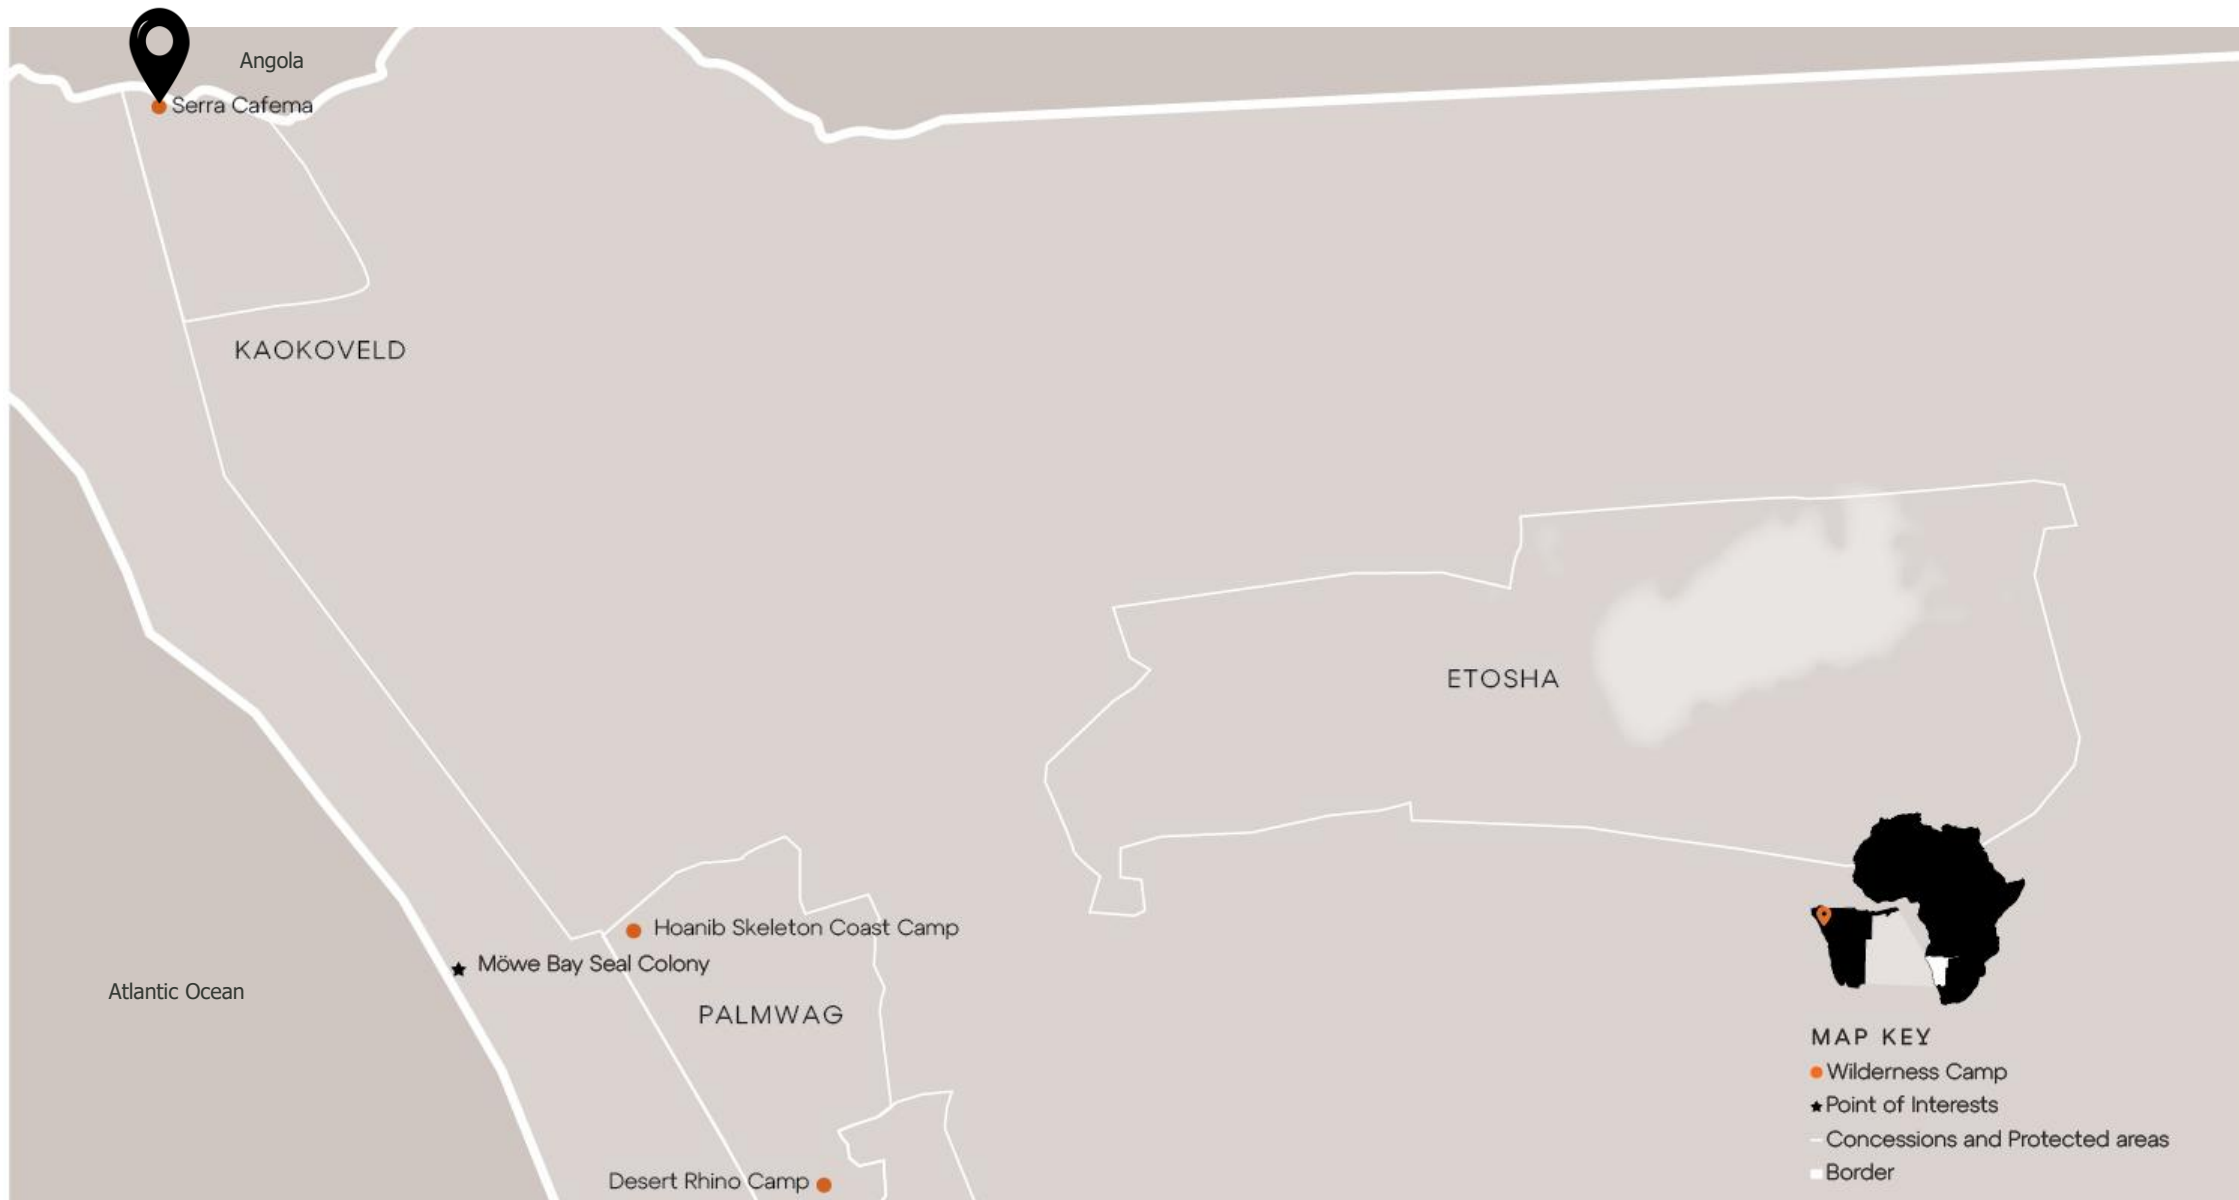 Angola
Serra Cafema
KAOKOVELD
ETOSHA
Hoanib Skeleton Coast Camp
Möwe Bay Seal Colony
Atlantic Ocean
PALMWAG
Desert Rhino Camp
MAP KEY
Wilderness Camp
Point of Interests
Concessions and Protected areas
Border